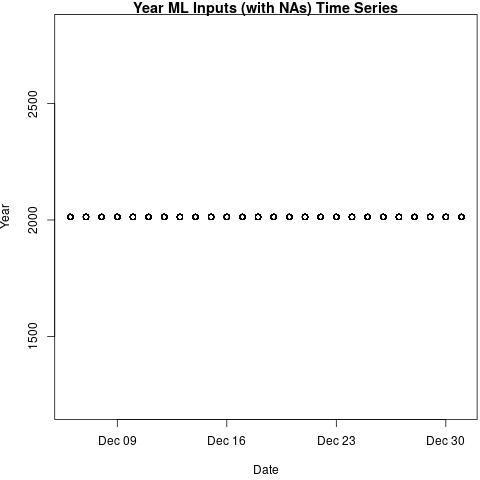 Year ML Inputs (with NAs) Time Series
2500
2000
1500
Year
Dec 09 Dec 16 Dec 23 Dec 30
Date